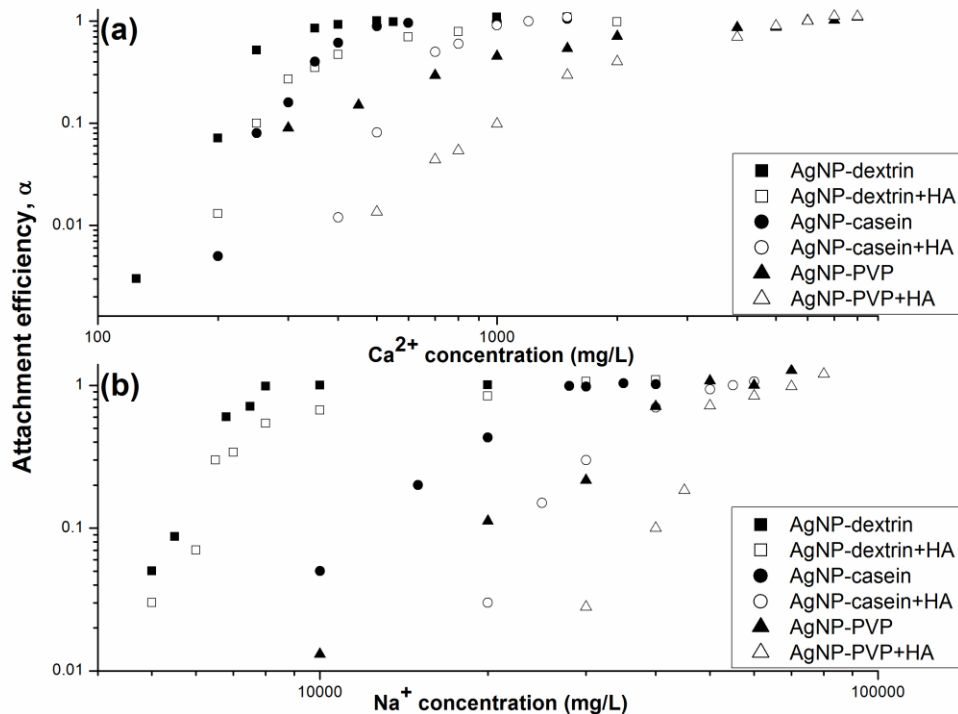 (a)
1
0.1
0.01
AgNP-dextrin
AgNP-dextrin+HA
AgNP-casein
AgNP-casein+HA
AgNP-PVP
AgNP-PVP+HA
100
1000
Ca²⁺ concentration (mg/L)
Attachment efficiency, α
(b)
1
0.1
0.01
AgNP-dextrin
AgNP-dextrin+HA
AgNP-casein
AgNP-casein+HA
AgNP-PVP
AgNP-PVP+HA
10000
100000
Na⁺ concentration (mg/L)